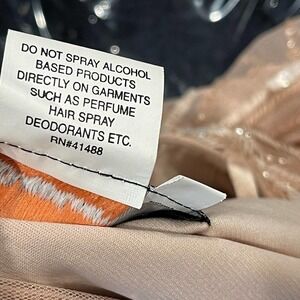 DO NOT SPRAY ALCOHOL
BASED PRODUCTS
DIRECTLY ON GARMENTS
SUCH AS PERFUME
HAIR SPRAY
DEODORANTS ETC.
RN#41488